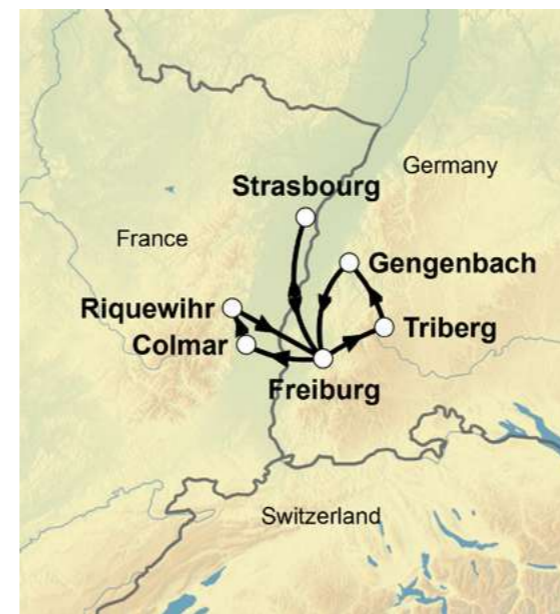 Germany
Strasbourg
France
Gengenbach
Riquewihr
Triberg
Colmar
Freiburg
Switzerland